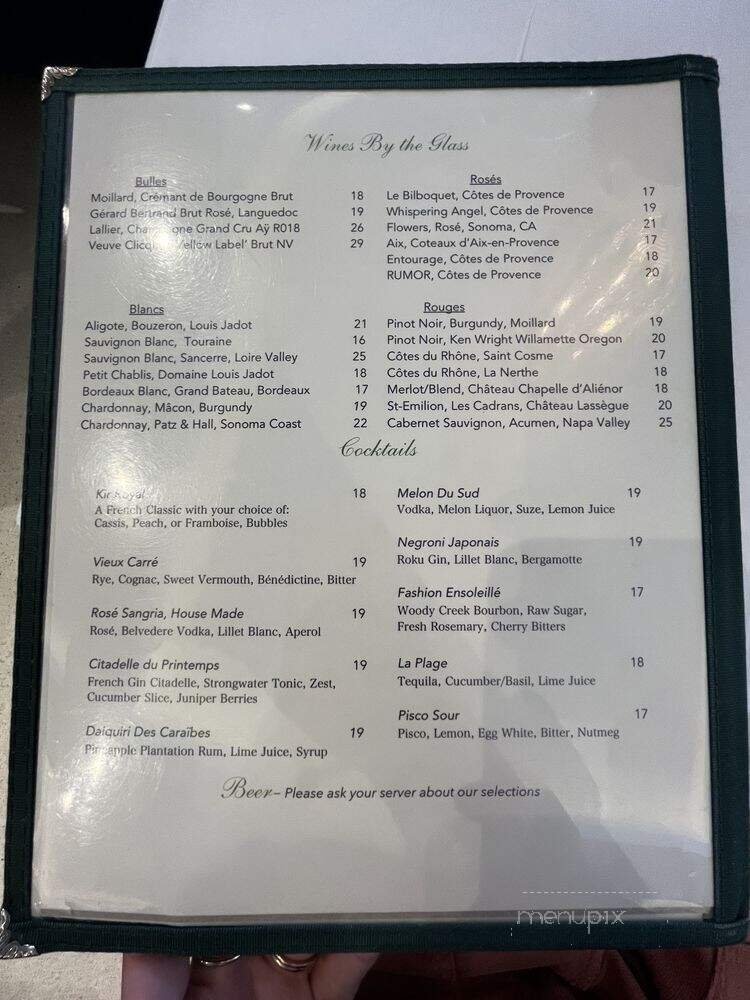 Wines By the Glass
Bulles
Moillard, Crémant de Bourgogne Brut 18
Gérard Bertrand Brut Rosé, Languedoc 19
Lallier, Champagne Grand Cru Aÿ R018 26
Veuve Clicquot 'Yellow Label' Brut NV 29
Rosés
Le Bilboquet, Côtes de Provence 17
Whispering Angel, Côtes de Provence 19
Flowers, Rosé, Sonoma, CA 21
Aix, Coteaux d'Aix-en-Provence 17
Entourage, Côtes de Provence 18
RUMOR, Côtes de Provence 20
Blancs
Aligote, Bouzeron, Louis Jadot 21
Sauvignon Blanc, Touraine 16
Sauvignon Blanc, Sancerre, Loire Valley 25
Petit Chablis, Domaine Louis Jadot 18
Bordeaux Blanc, Grand Bateau, Bordeaux 17
Chardonnay, Mâcon, Burgundy 19
Chardonnay, Patz & Hall, Sonoma Coast 22
Rouges
Pinot Noir, Burgundy, Moillard 19
Pinot Noir, Ken Wright Willamette Oregon 20
Côtes du Rhône, Saint Cosme 17
Côtes du Rhône, La Nerthe 18
Merlot/Blend, Château Chapelle d'Aliénor 18
St-Emilion, Les Cadrans, Château Lassègue 20
Cabernet Sauvignon, Acumen, Napa Valley 25
Cocktails
Kir Royal 18
A French Classic with your choice of:
Cassis, Peach, or Framboise, Bubbles
Vieux Carré 19
Rye, Cognac, Sweet Vermouth, Bénédictine, Bitter
Rosé Sangria, House Made 19
Rosé, Belvedere Vodka, Lillet Blanc, Aperol
Citadelle du Printemps 19
French Gin Citadelle, Strongwater Tonic, Zest,
Cucumber Slice, Juniper Berries
Daiquiri Des Caraïbes 19
Pineapple Plantation Rum, Lime Juice, Syrup
Melon Du Sud 19
Vodka, Melon Liquor, Suze, Lemon Juice
Negroni Japonais 19
Roku Gin, Lillet Blanc, Bergamotte
Fashion Ensoleillé 17
Woody Creek Bourbon, Raw Sugar,
Fresh Rosemary, Cherry Bitters
La Plage 18
Tequila, Cucumber/Basil, Lime Juice
Pisco Sour 17
Pisco, Lemon, Egg White, Bitter, Nutmeg
Beer– Please ask your server about our selections
menupix